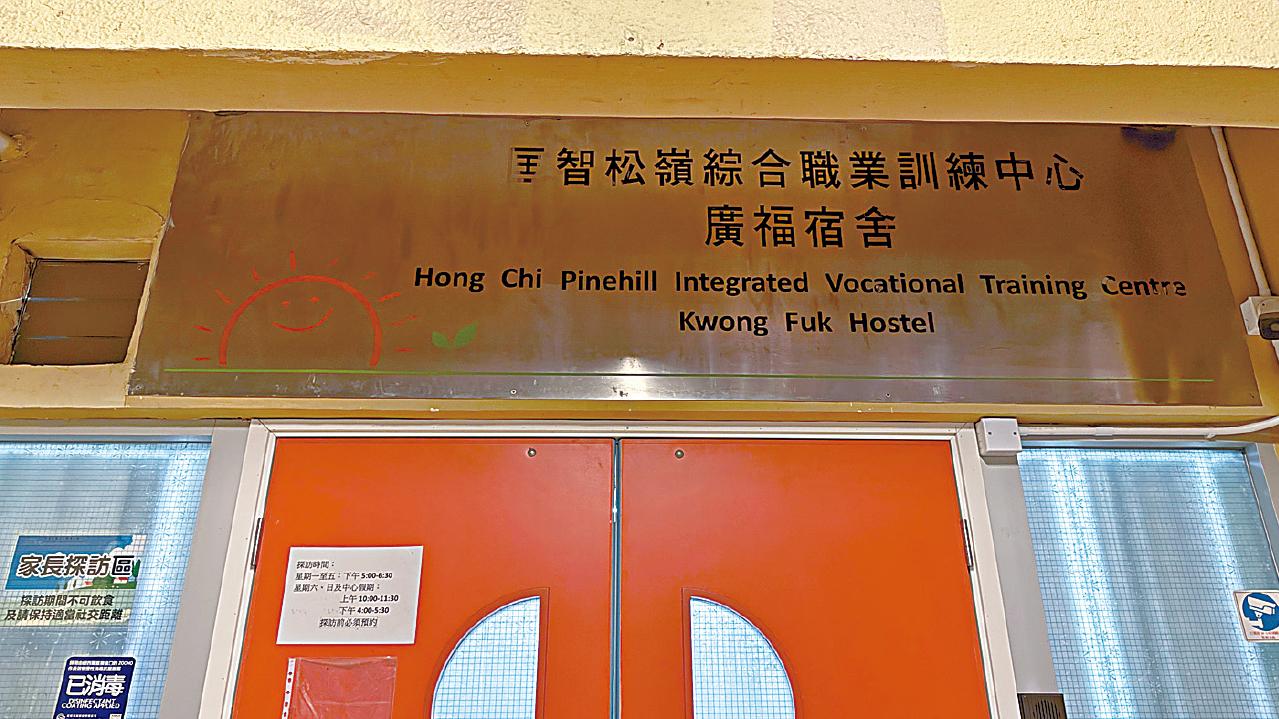 匡智松嶺綜合職業訓練中心
廣福宿舍
Hong Chi Pinehill Integrated Vocational Training Centre
Kwong Fuk Hostel
家長探訪區
探訪期間不可飲食
及請保持適當社交距離
探訪時間：
星期一至五：下午 5:00-6:30
星期六、日及中心假期：
上午 10:00-11:30
下午 4:00-5:30
探訪前必須預約
已消毒
DISINFECTANT
COATING APPLIED